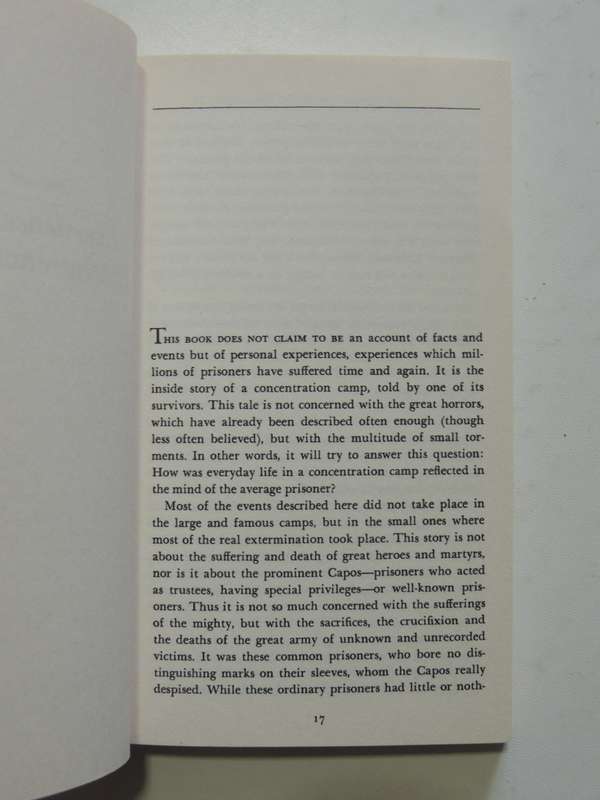 THIS BOOK DOES NOT CLAIM TO BE an account of facts and
events but of personal experiences, experiences which mil-
lions of prisoners have suffered time and again. It is the
inside story of a concentration camp, told by one of its
survivors. This tale is not concerned with the great horrors,
which have already been described often enough (though
less often believed), but with the multitude of small tor-
ments. In other words, it will try to answer this question:
How was everyday life in a concentration camp reflected in
the mind of the average prisoner?
Most of the events described here did not take place in
the large and famous camps, but in the small ones where
most of the real extermination took place. This story is not
about the suffering and death of great heroes and martyrs,
nor is it about the prominent Capos—prisoners who acted
as trustees, having special privileges—or well-known pris-
oners. Thus it is not so much concerned with the sufferings
of the mighty, but with the sacrifices, the crucifixion and
the deaths of the great army of unknown and unrecorded
victims. It was these common prisoners, who bore no dis-
tinguishing marks on their sleeves, whom the Capos really
despised. While these ordinary prisoners had little or noth-
17